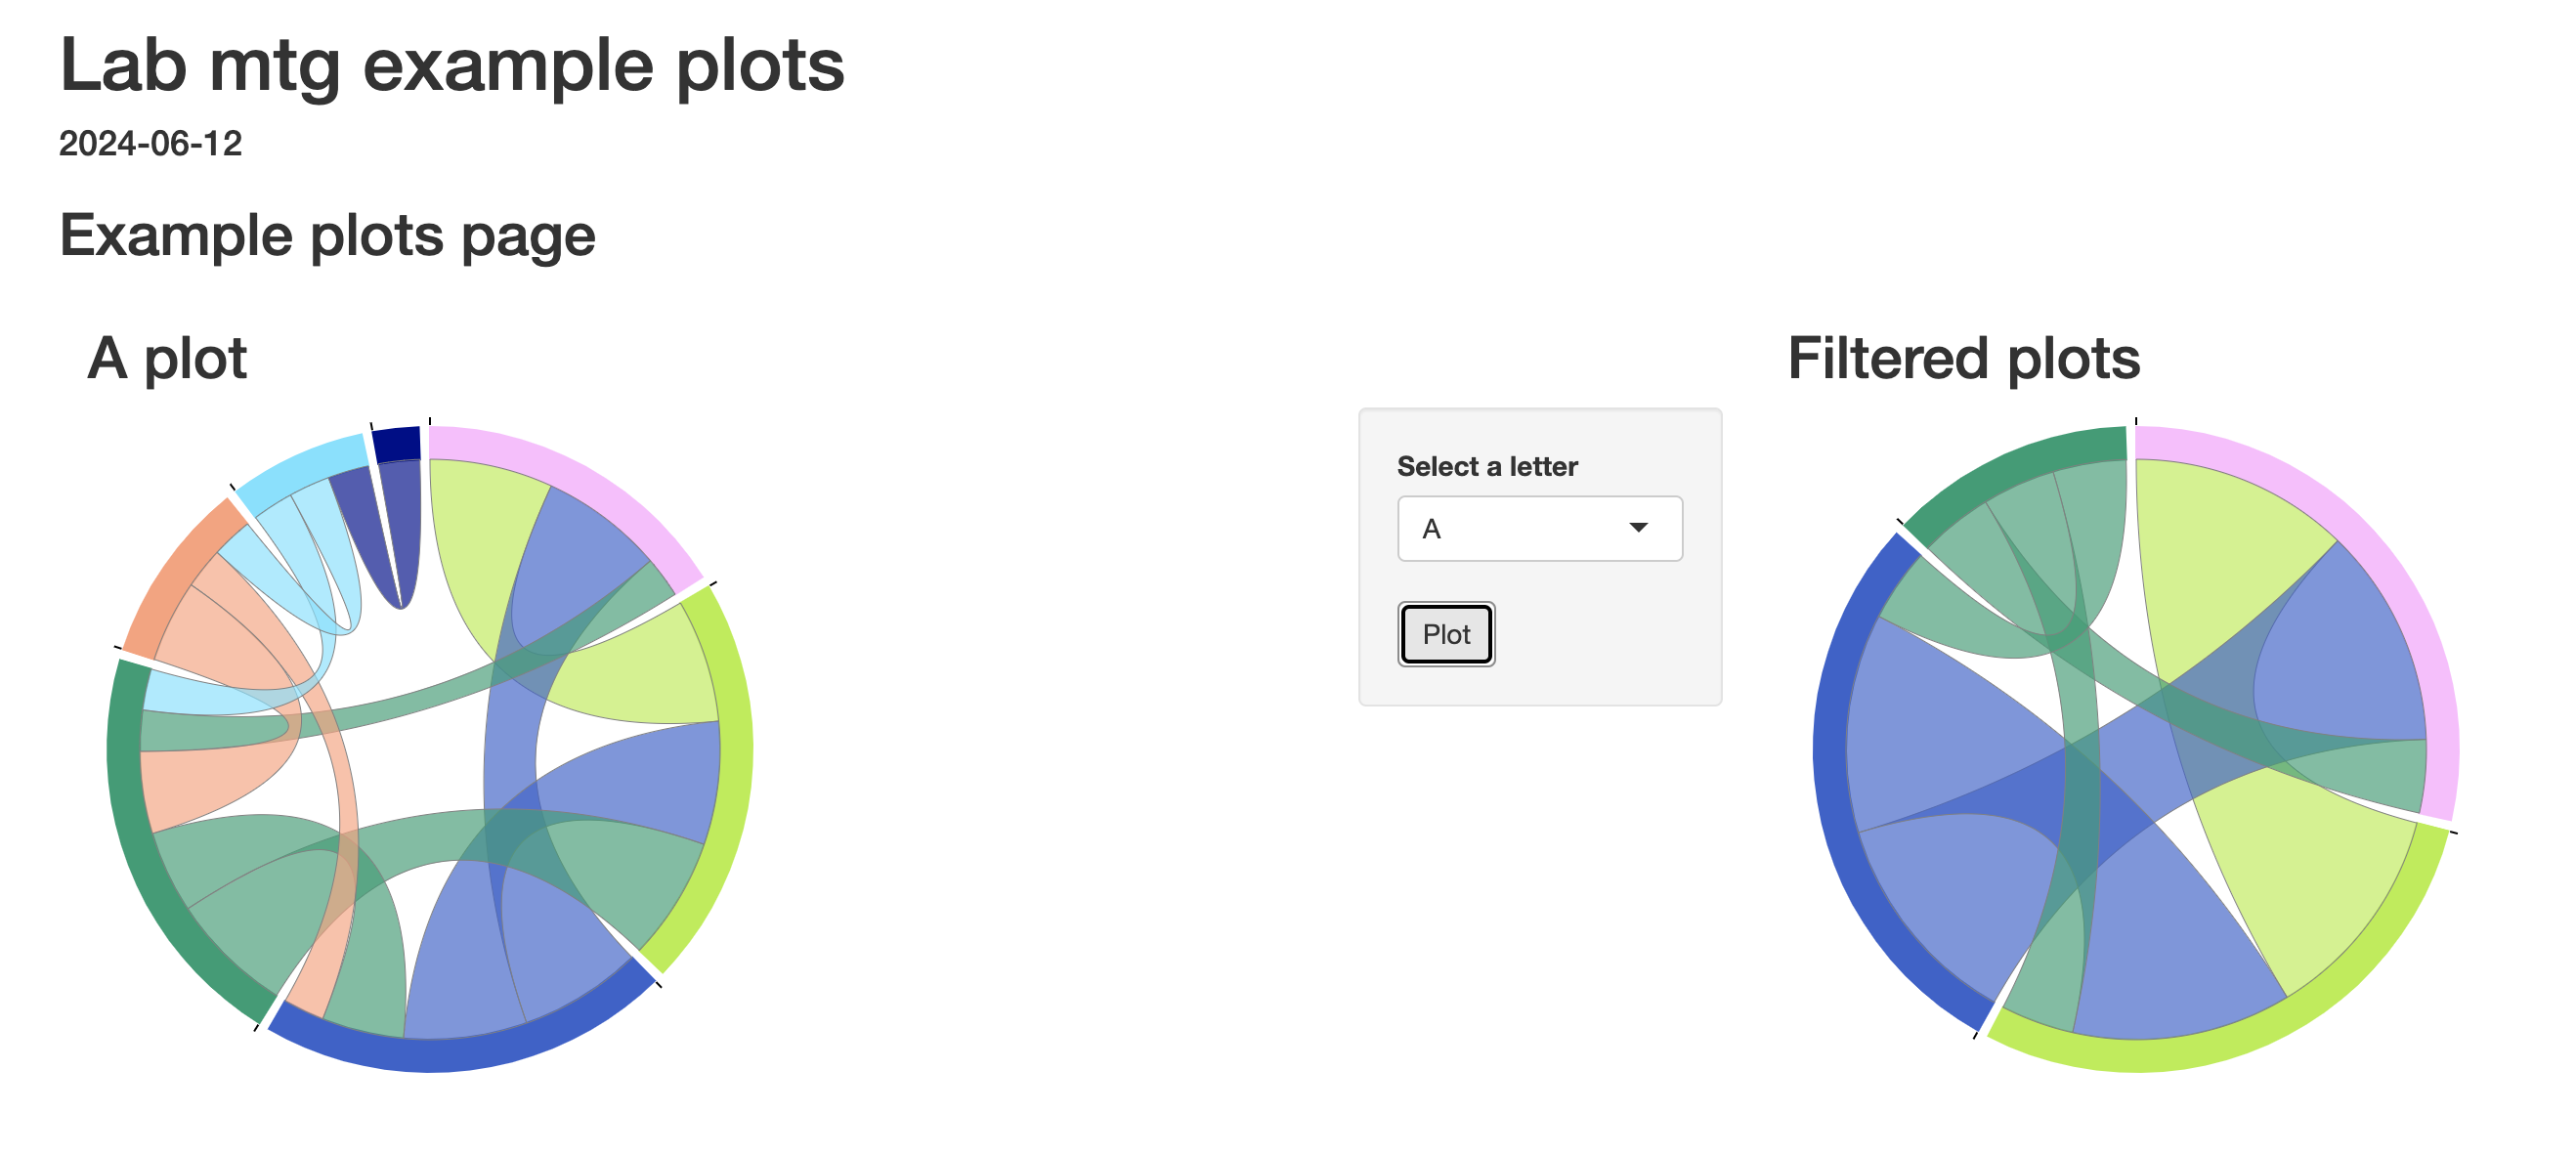 Lab mtg example plots
2024-06-12
Example plots page
A plot
Filtered plots
Select a letter
A
Plot